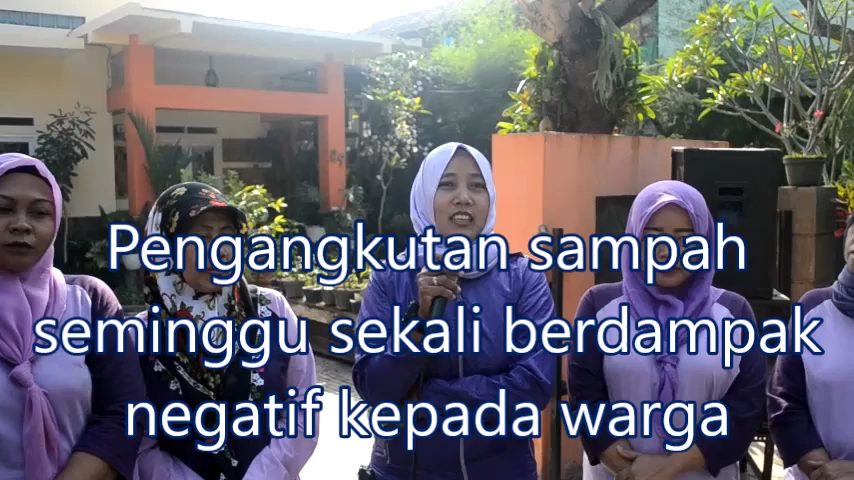 Pengangkutan sampah
seminggu sekali berdampak
negatif kepada warga